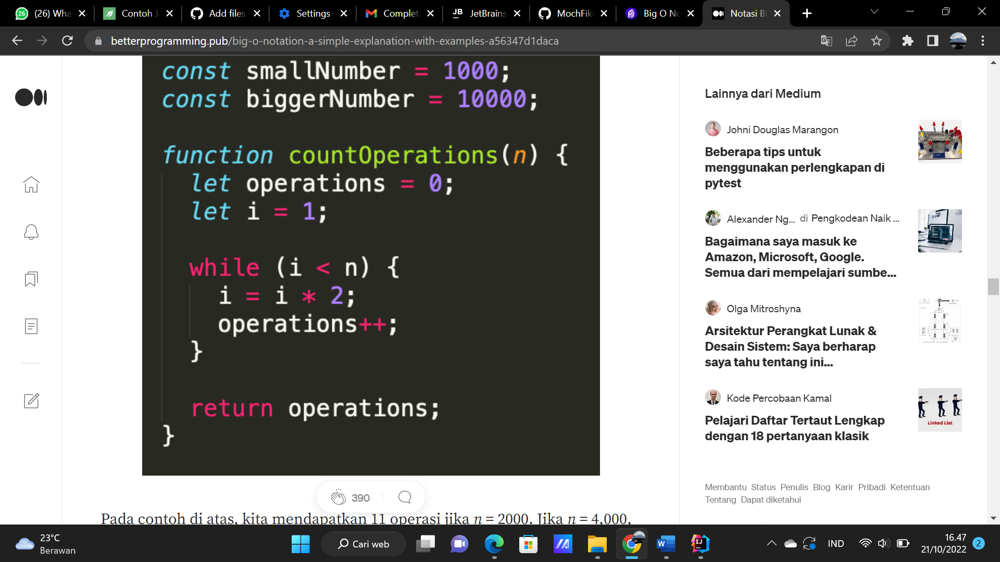 (26) Wha
Contoh J
Add files
Settings
Complet
JB JetBrains
MochFik
Big O No
Notasi Bi
betterprogramming.pub/big-o-notation-a-simple-explanation-with-examples-a56347d1daca
const smallNumber = 1000;
const biggerNumber = 10000;
function countOperations(n) {
let operations = 0;
let i = 1;
while (i < n) {
i = i * 2;
operations++;
}
return operations;
}
390
Pada contoh di atas, kita mendapatkan 11 operasi jika n = 2000. Jika n = 4,000,
Lainnya dari Medium
Johni Douglas Marangon
Beberapa tips untuk
menggunakan perlengkapan di
pytest
Alexander Ng... di Pengkodean Naik ...
Bagaimana saya masuk ke
Amazon, Microsoft, Google.
Semua dari mempelajari sumbe...
Olga Mitroshyna
Arsitektur Perangkat Lunak &
Desain Sistem: Saya berharap
saya tahu tentang ini...
Kode Percobaan Kamal
Pelajari Daftar Tertaut Lengkap
dengan 18 pertanyaan klasik
Linked List
Membantu Status Penulis Blog Karir Pribadi Ketentuan
Tentang Dapat diketahui
23°C
Berawan
Cari web
IND
16.47
21/10/2022
2